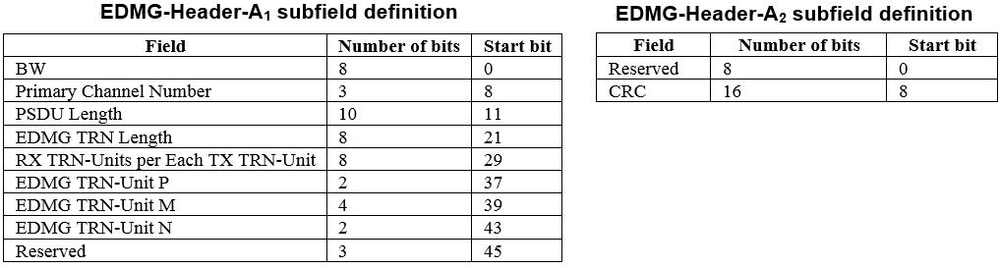 EDMG-Header-A₁ subfield definition
Field Number of bits Start bit
BW 8 0
Primary Channel Number 3 8
PSDU Length 10 11
EDMG TRN Length 8 21
RX TRN-Units per Each TX TRN-Unit 8 29
EDMG TRN-Unit P 2 37
EDMG TRN-Unit M 4 39
EDMG TRN-Unit N 2 43
Reserved 3 45
EDMG-Header-A₂ subfield definition
Field Number of bits Start bit
Reserved 8 0
CRC 16 8